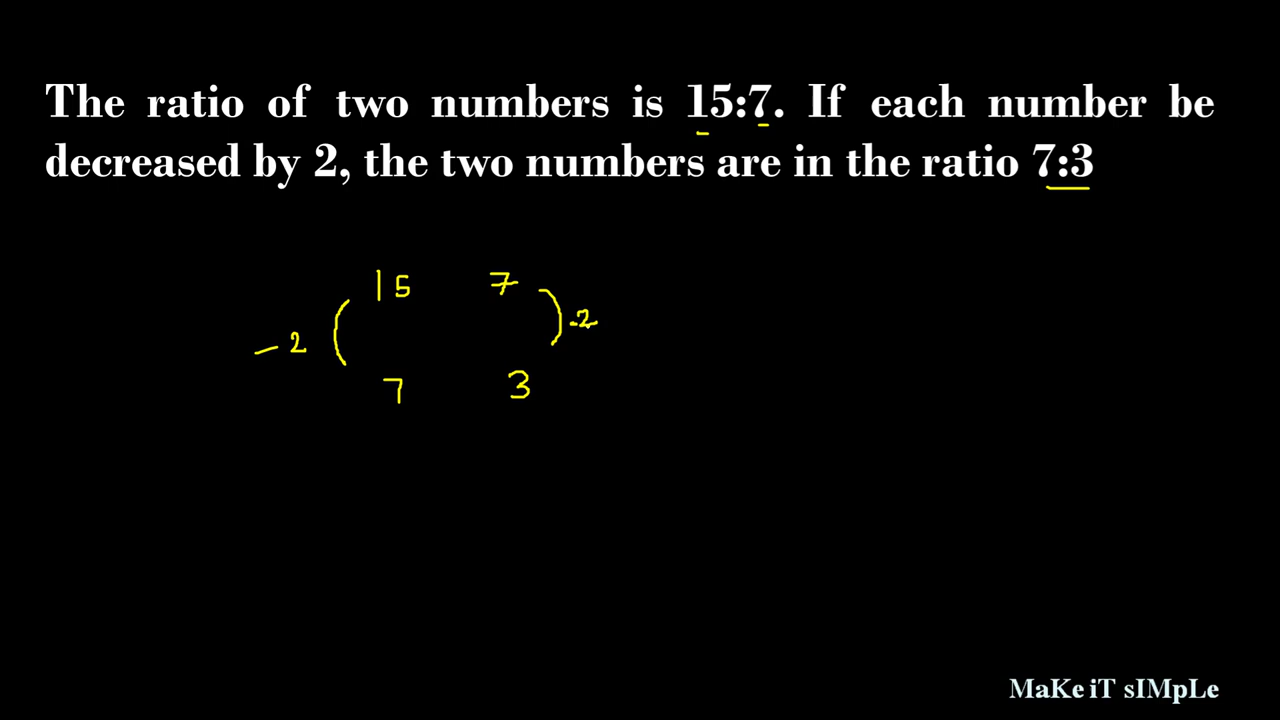 The ratio of two numbers is 15:7. If each number be
decreased by 2, the two numbers are in the ratio 7:3
15 7
-2 -2
7 3
MaKe iT sIMpLe